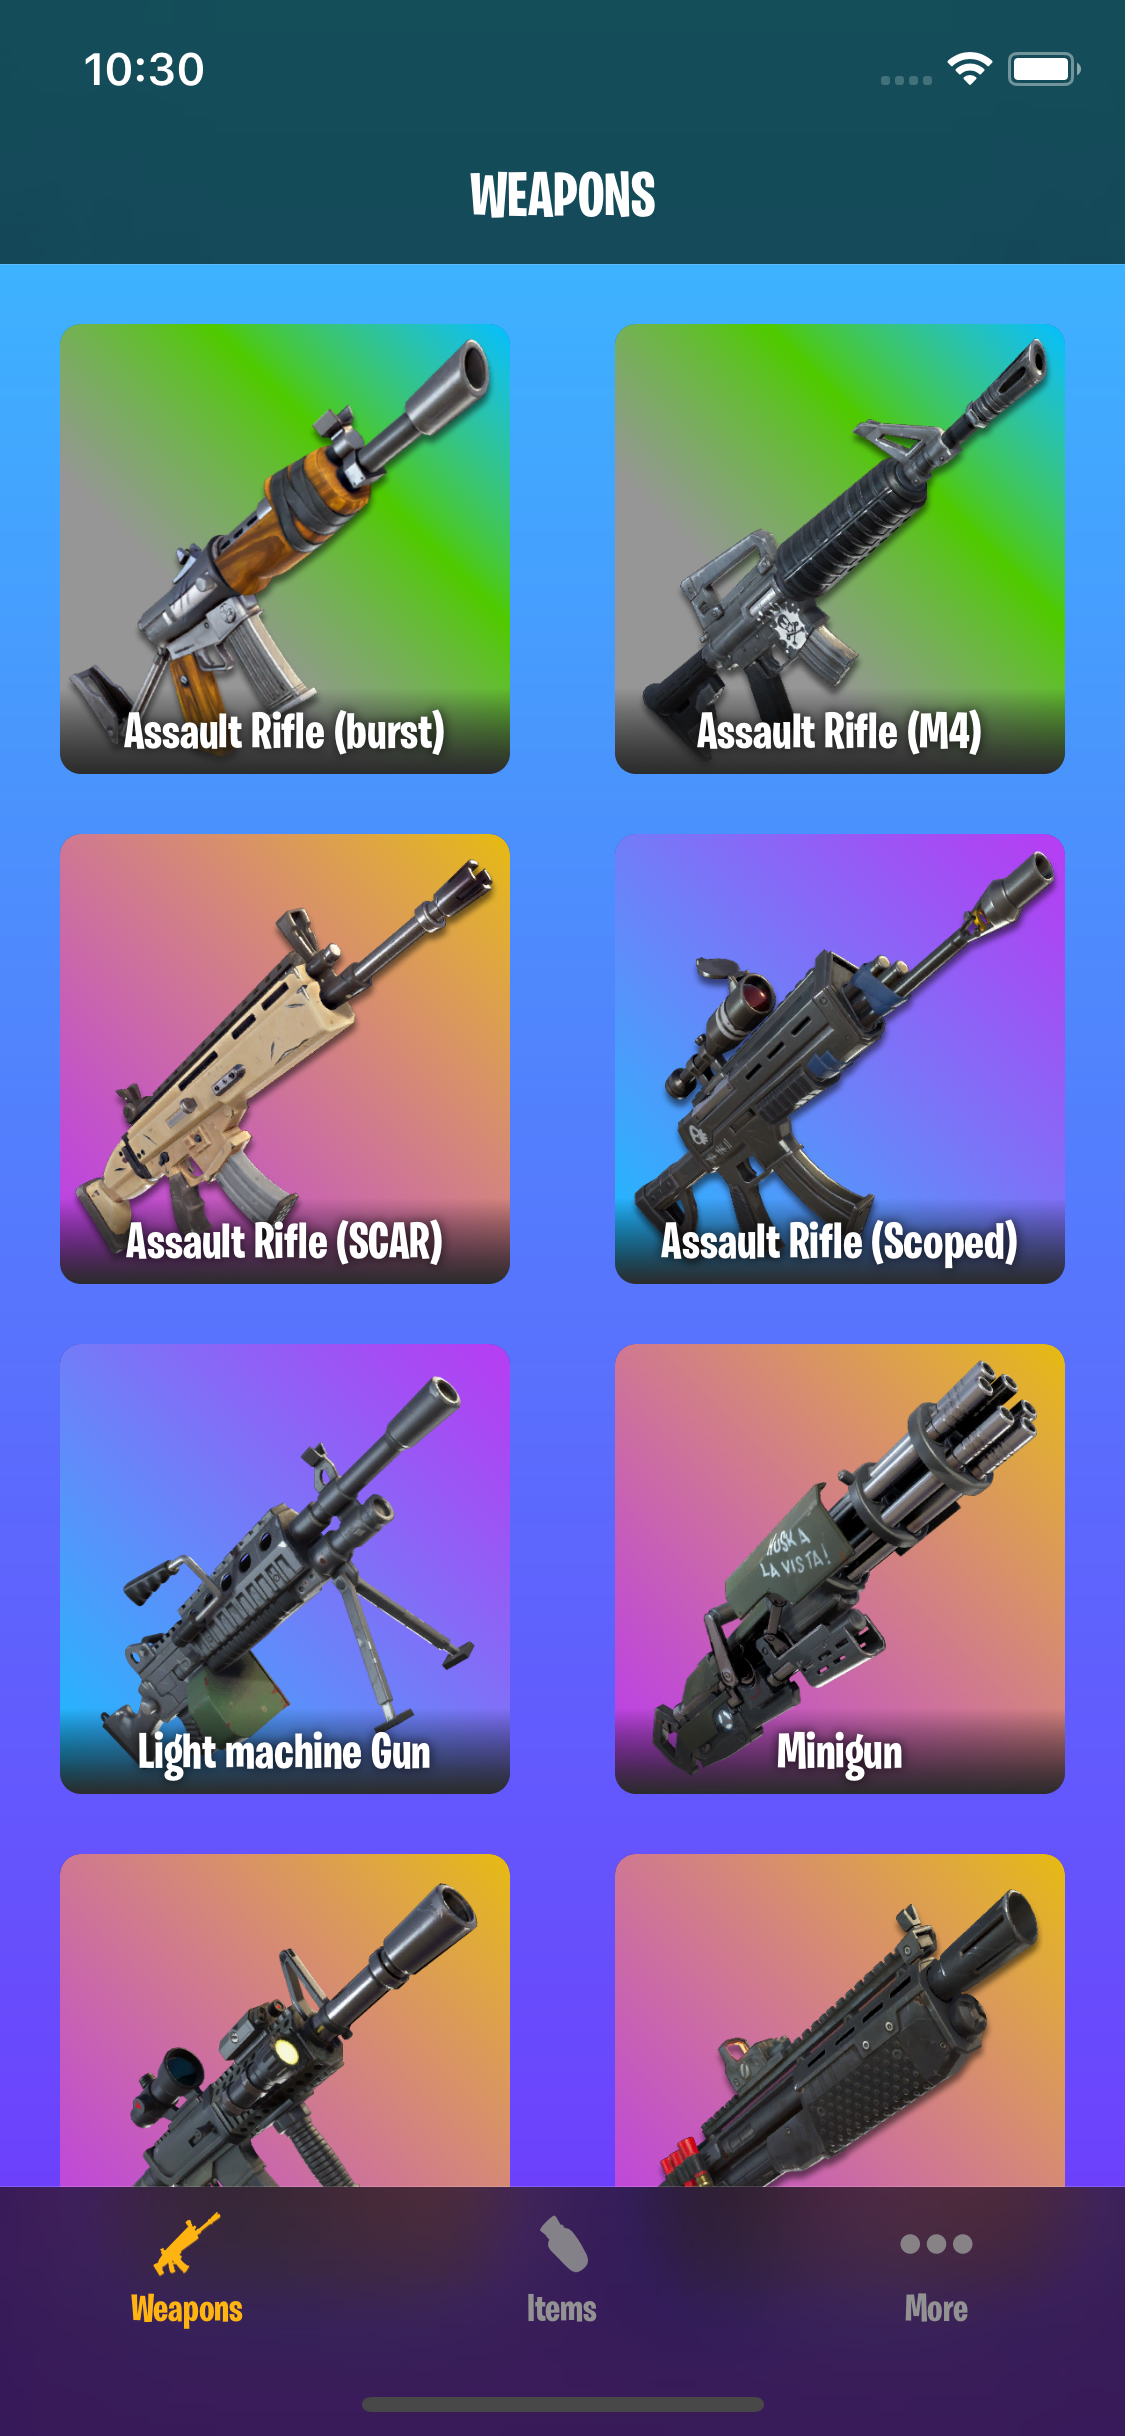 10:30
WEAPONS
Assault Rifle (burst)
Assault Rifle (M4)
Assault Rifle (SCAR)
Assault Rifle (Scoped)
HUSK A
LA VISTA!
Light machine Gun
Minigun
Weapons
Items
More